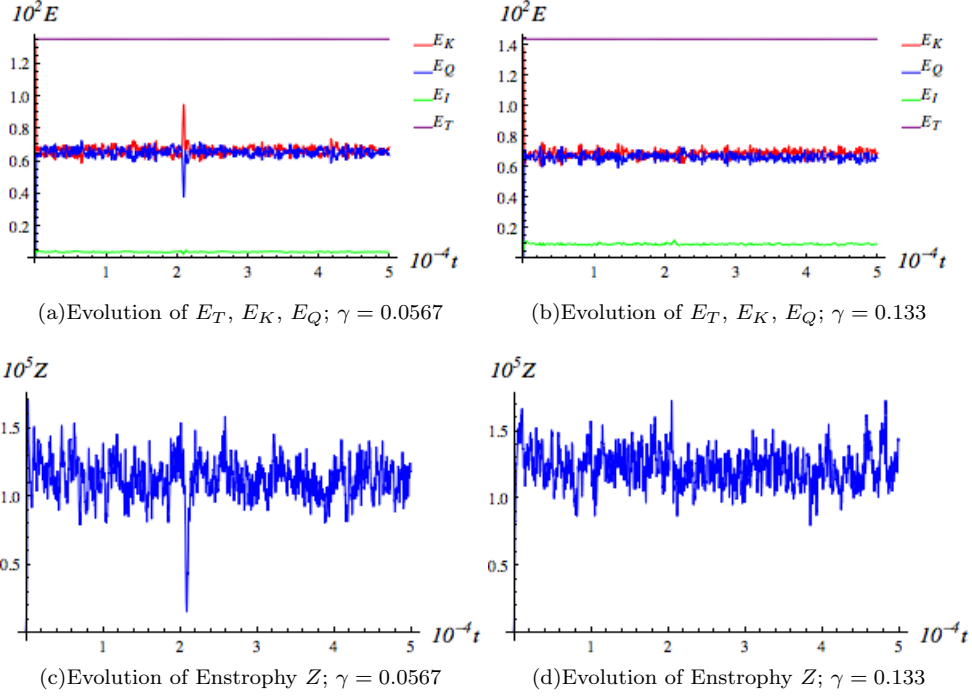 10²E
1.2
1.0
0.8
0.6
0.4
0.2
1 2 3 4 5
10⁻⁴t
E_K
E_Q
E_I
E_T
(a)Evolution of E_T, E_K, E_Q; γ = 0.0567
10²E
1.4
1.2
1.0
0.8
0.6
0.4
0.2
1 2 3 4 5
10⁻⁴t
E_K
E_Q
E_I
E_T
(b)Evolution of E_T, E_K, E_Q; γ = 0.133
10⁵Z
1.5
1.0
0.5
1 2 3 4 5
10⁻⁴t
(c)Evolution of Enstrophy Z; γ = 0.0567
10⁵Z
1.5
1.0
0.5
1 2 3 4 5
10⁻⁴t
(d)Evolution of Enstrophy Z; γ = 0.133